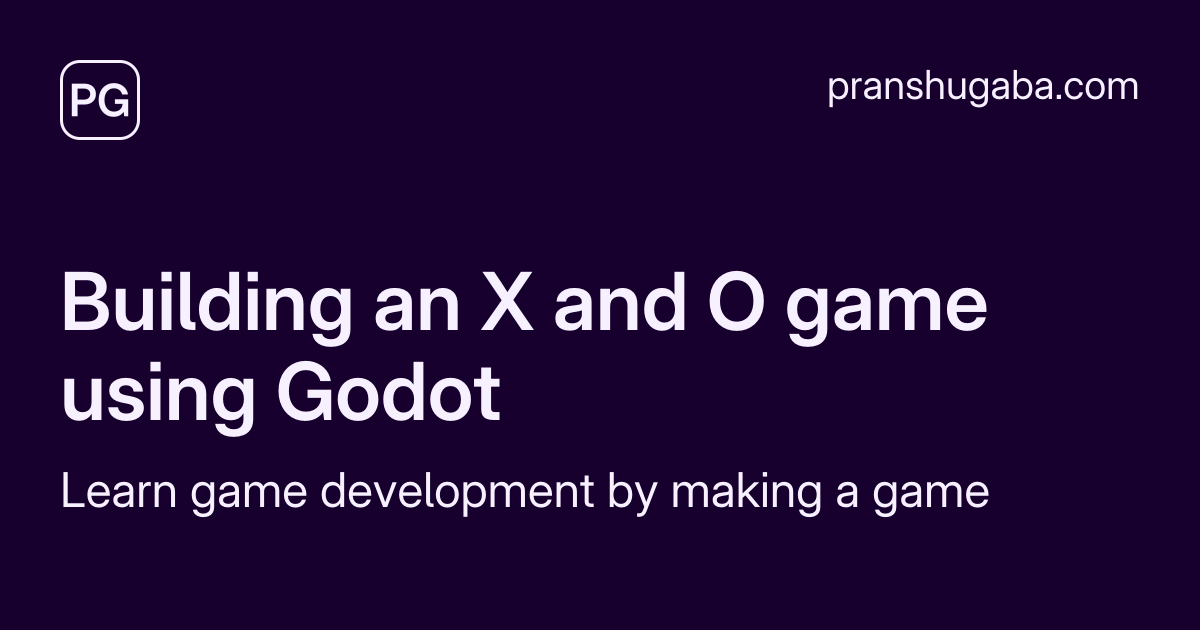 PG
pranshugaba.com
Building an X and O game
using Godot
Learn game development by making a game